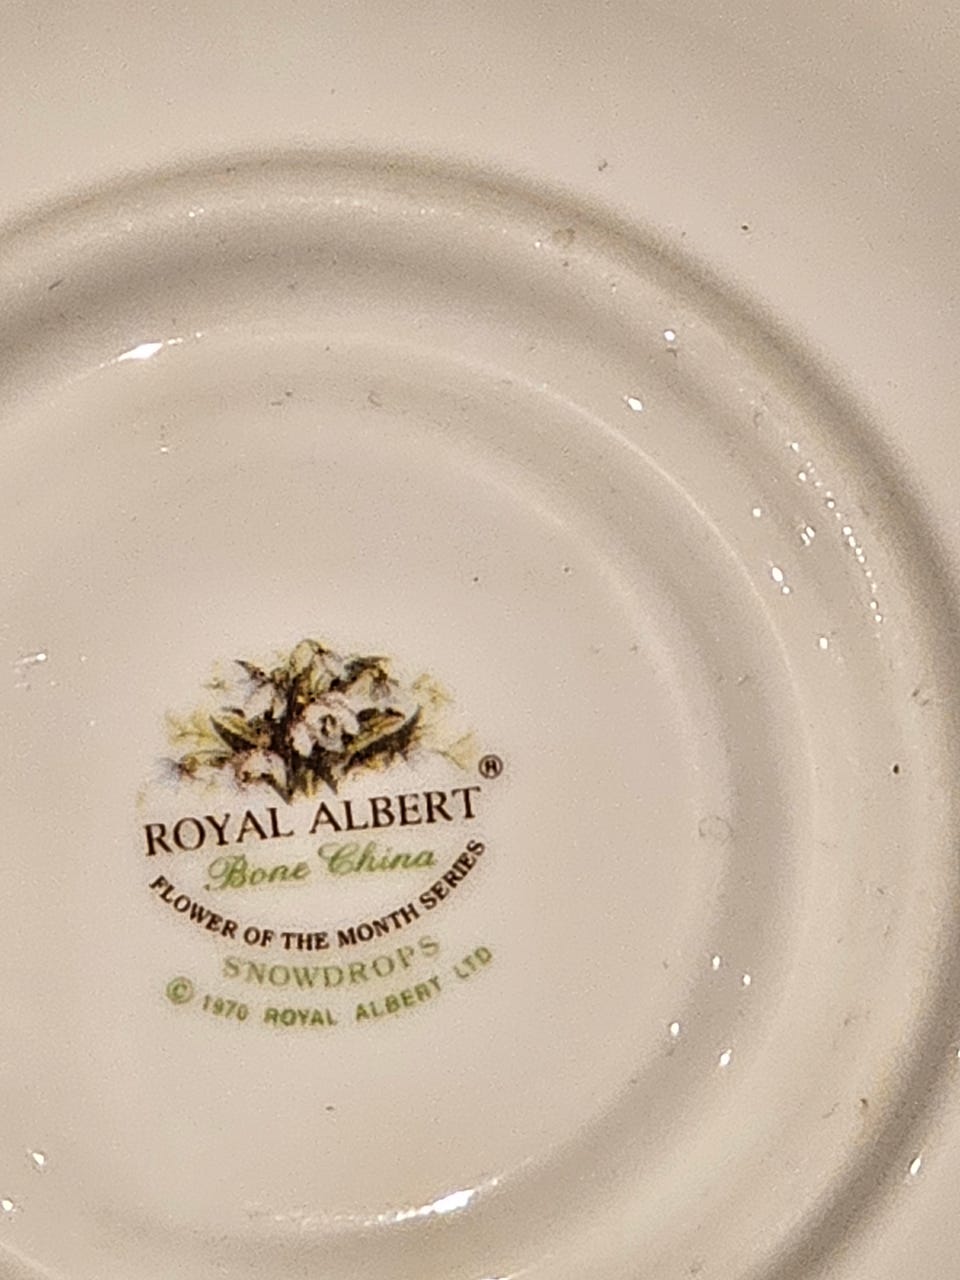 ROYAL ALBERT®
Bone China
FLOWER OF THE MONTH SERIES
SNOWDROPS
© 1970 ROYAL ALBERT LTD